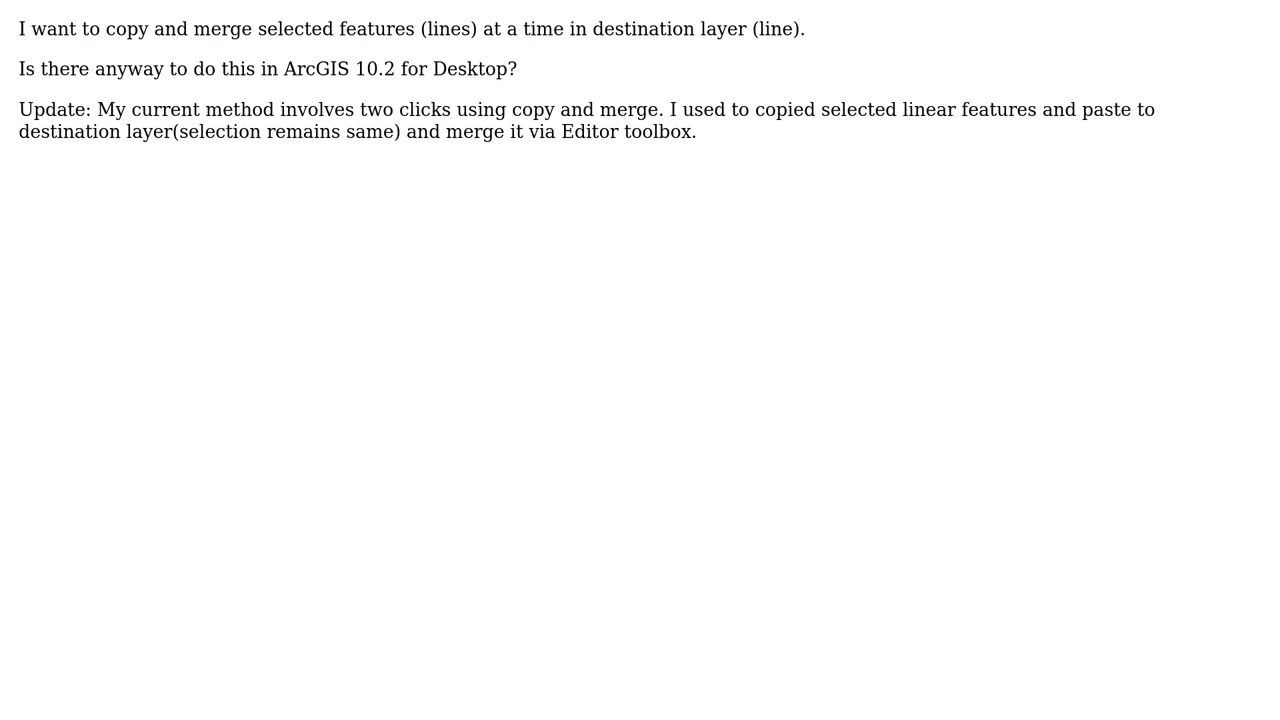 I want to copy and merge selected features (lines) at a time in destination layer (line).
Is there anyway to do this in ArcGIS 10.2 for Desktop?
Update: My current method involves two clicks using copy and merge. I used to copied selected linear features and paste to
destination layer(selection remains same) and merge it via Editor toolbox.